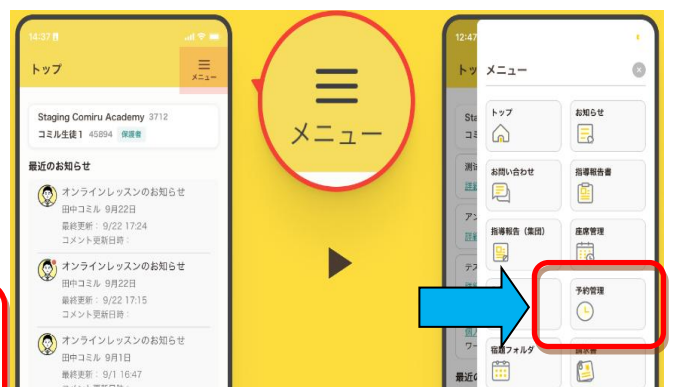 14:37
トップ
メニュー
Staging Comiru Academy 3712
コミル生徒1 45894 保護者
最近のお知らせ
オンラインレッスンのお知らせ
田中コミル 9月22日
最終更新： 9/22 17:24
コメント更新日時：
オンラインレッスンのお知らせ
田中コミル 9月22日
最終更新： 9/22 17:15
コメント更新日時：
オンラインレッスンのお知らせ
田中コミル 9月1日
最終更新： 9/1 16:47
メニュー
12:47
トッ
メニュー
Sta
コミ
トップ
お知らせ
お問い合わせ
指導報告書
指導報告（集団）
座席管理
予約管理
宿題フォルダ
請求書
最近